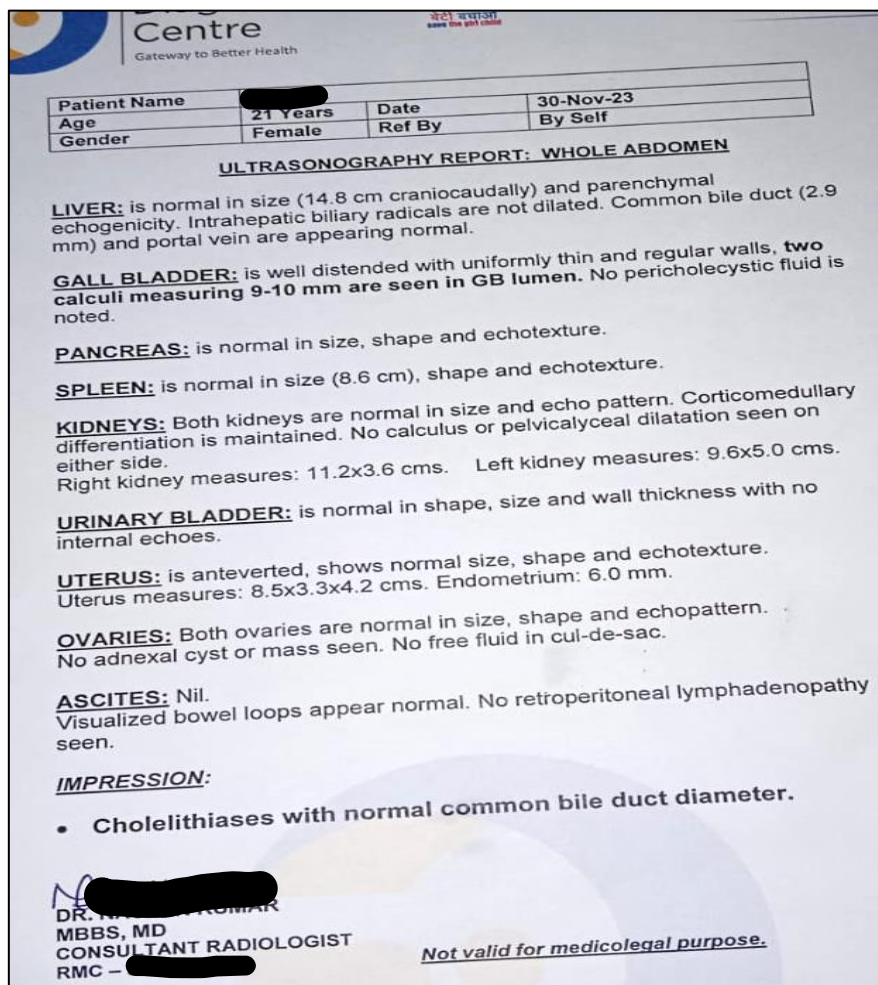 Centre
Gateway to Better Health
बेटी बचाओ
save the girl child
Patient Name
Age 21 Years Date 30-Nov-23
Gender Female Ref By By Self
ULTRASONOGRAPHY REPORT: WHOLE ABDOMEN
LIVER: is normal in size (14.8 cm craniocaudally) and parenchymal
echogenicity. Intrahepatic biliary radicals are not dilated. Common bile duct (2.9
mm) and portal vein are appearing normal.
GALL BLADDER: is well distended with uniformly thin and regular walls, two
calculi measuring 9-10 mm are seen in GB lumen. No pericholecystic fluid is
noted.
PANCREAS: is normal in size, shape and echotexture.
SPLEEN: is normal in size (8.6 cm), shape and echotexture.
KIDNEYS: Both kidneys are normal in size and echo pattern. Corticomedullary
differentiation is maintained. No calculus or pelvicalyceal dilatation seen on
either side.
Right kidney measures: 11.2x3.6 cms. Left kidney measures: 9.6x5.0 cms.
URINARY BLADDER: is normal in shape, size and wall thickness with no
internal echoes.
UTERUS: is anteverted, shows normal size, shape and echotexture.
Uterus measures: 8.5x3.3x4.2 cms. Endometrium: 6.0 mm.
OVARIES: Both ovaries are normal in size, shape and echopattern.
No adnexal cyst or mass seen. No free fluid in cul-de-sac.
ASCITES: Nil.
Visualized bowel loops appear normal. No retroperitoneal lymphadenopathy
seen.
IMPRESSION:
• Cholelithiases with normal common bile duct diameter.
DR.
MBBS, MD
CONSULTANT RADIOLOGIST
RMC –
Not valid for medicolegal purpose.